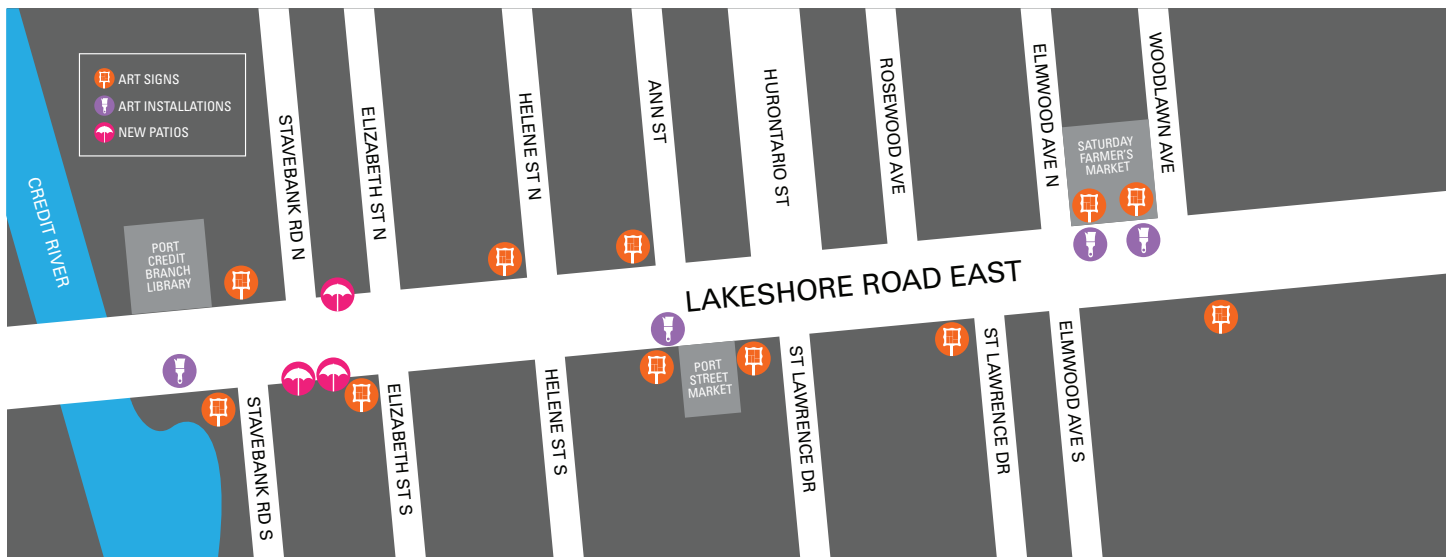 ART SIGNS
ART INSTALLATIONS
NEW PATIOS
CREDIT RIVER
PORT
CREDIT
BRANCH
LIBRARY
STAVEBANK RD N
ELIZABETH ST N
HELENE ST N
ANN ST
HURONTARIO ST
ROSEWOOD AVE
ELMWOOD AVE N
SATURDAY
FARMER'S
MARKET
WOODLAWN AVE
LAKESHORE ROAD EAST
STAVEBANK RD S
ELIZABETH ST S
HELENE ST S
PORT
STREET
MARKET
ST LAWRENCE DR
ST LAWRENCE DR
ELMWOOD AVE S